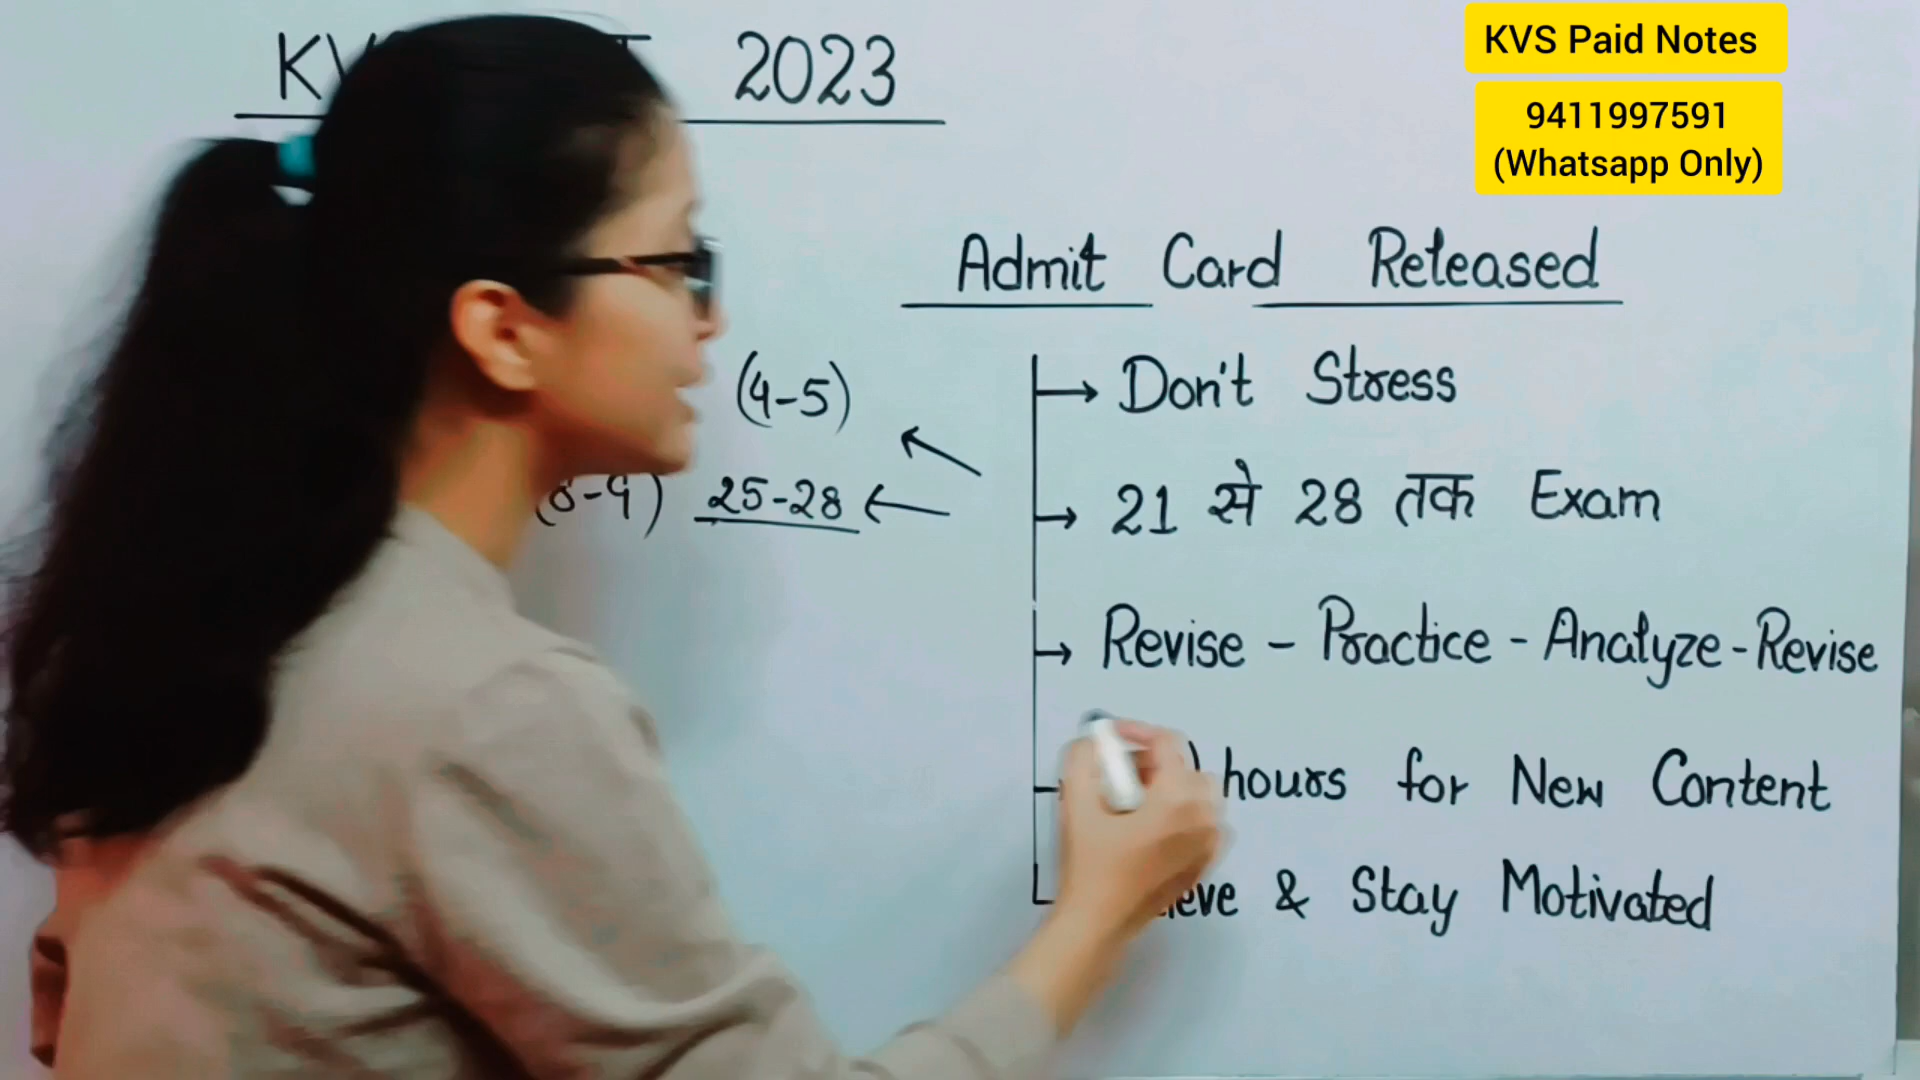 2023
KVS Paid Notes
9411997591
(Whatsapp Only)
Admit Card Released
(4-5)
25-28
Don't Stress
21 से 28 तक Exam
Revise - Practice - Analyze - Revise
hours for New Content
& Stay Motivated